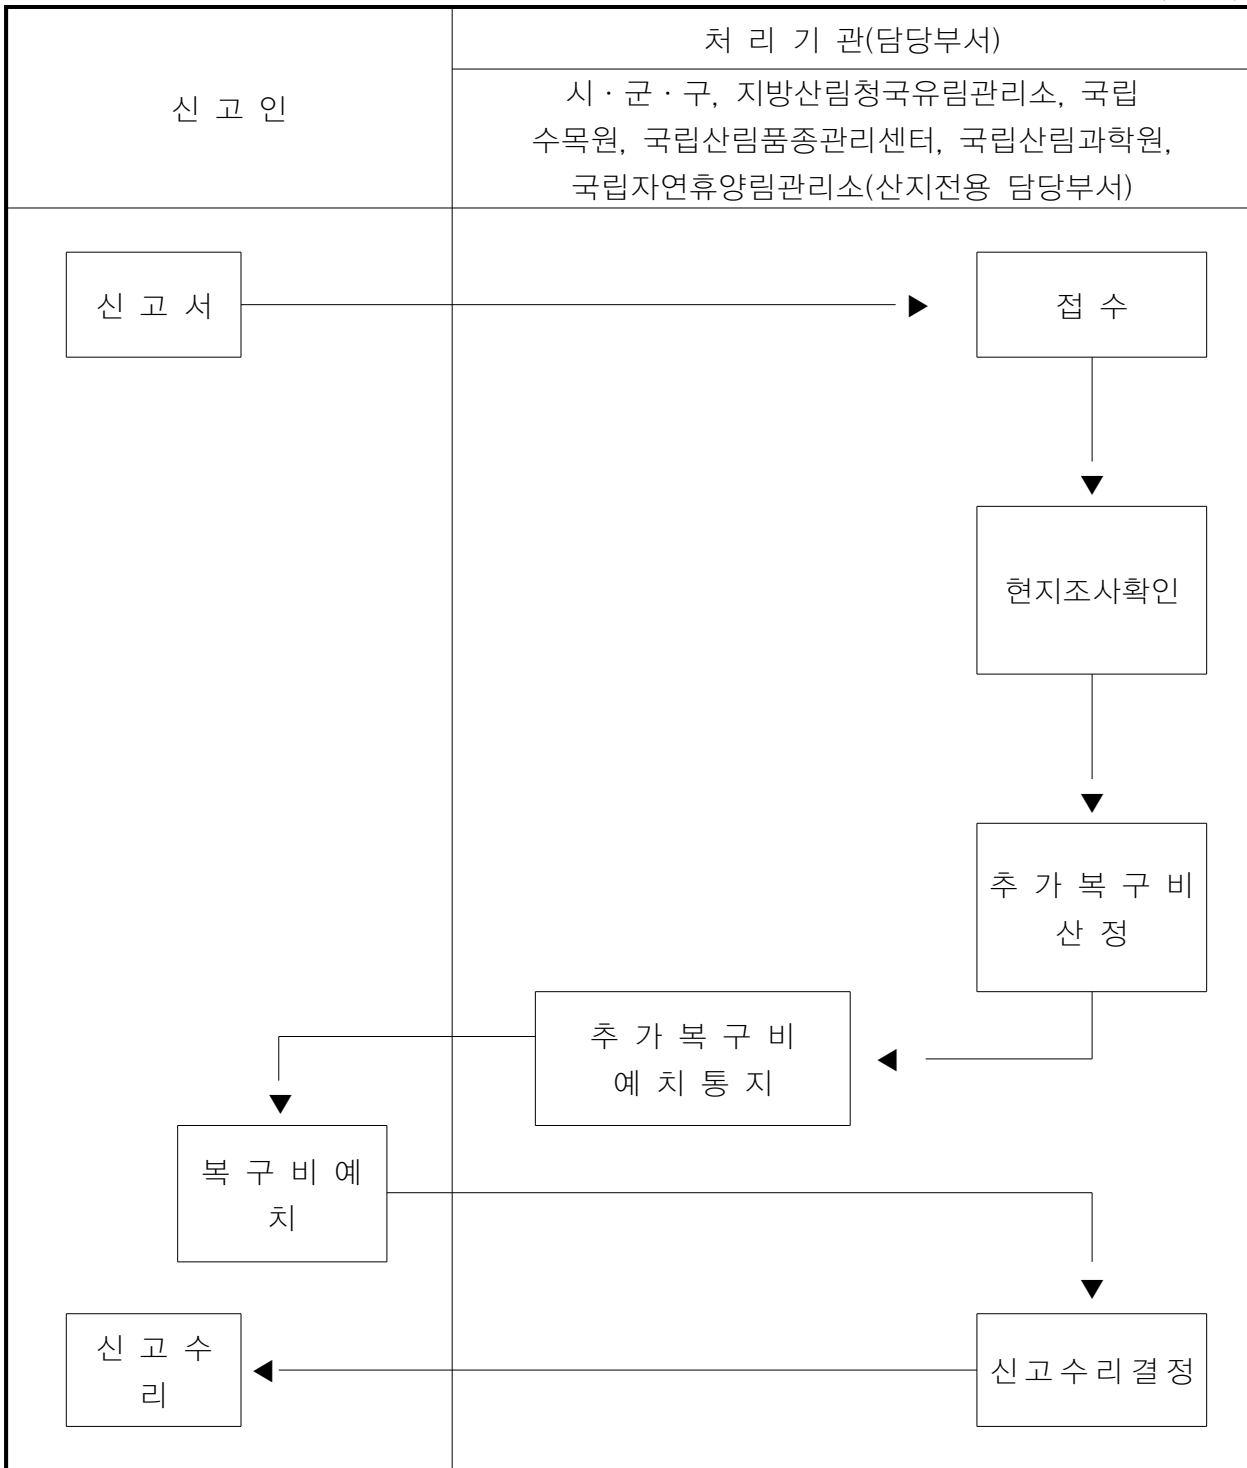 신 고 인
처 리 기 관(담당부서)
시 · 군 · 구, 지방산림청국유림관리소, 국립
수목원, 국립산림품종관리센터, 국립산림과학원,
국립자연휴양림관리소(산지전용 담당부서)
신 고 서
접 수
현지조사확인
추 가 복 구 비
산 정
추 가 복 구 비
예 치 통 지
복 구 비 예
치
신 고 수
리
신고수리결정